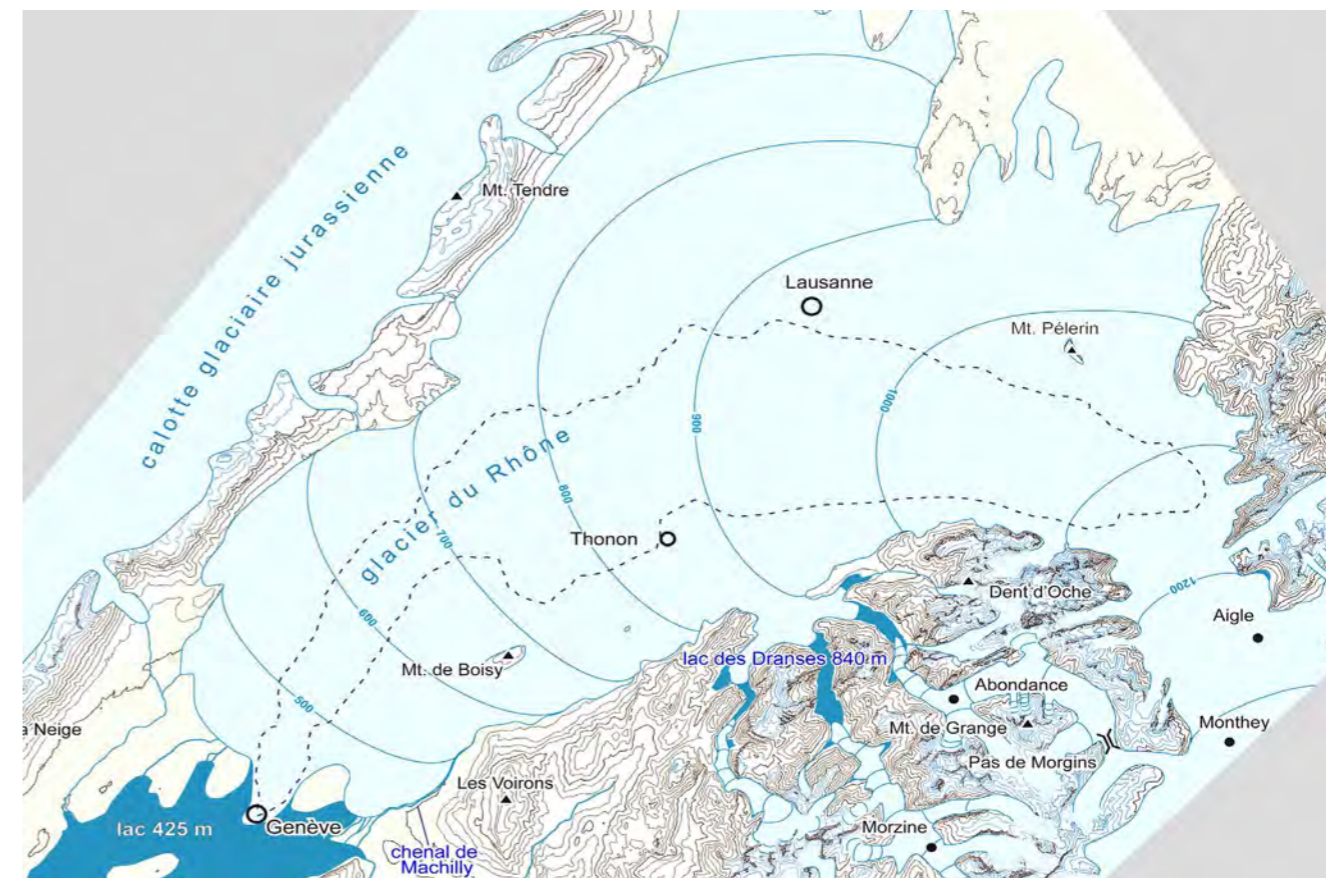 calotte glaciaire jurassienne
Mt. Tendre
Lausanne
Mt. Pélerin
1000
900
glacier du Rhône
800
700
600
500
Thonon
Dent d'Oche
1200
Aigle
Mt. de Boisy
lac des Dranses 840 m
Abondance
Mt. de Grange
Monthey
a Neige
Pas de Morgins
Les Voirons
lac 425 m
Genève
Morzine
chenal de
Machilly